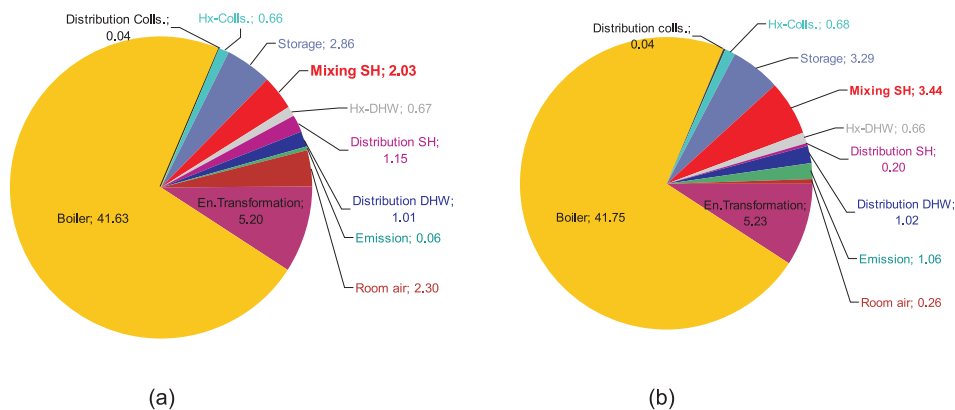 Distribution Colls.;
0.04
Hx-Colls.; 0.66
Storage; 2.86
Mixing SH; 2.03
Hx-DHW; 0.67
Distribution SH;
1.15
Distribution DHW;
1.01
Emission; 0.06
Room air; 2.30
En.Transformation;
5.20
Boiler; 41.63
(a)
Distribution colls.;
0.04
Hx-Colls.; 0.68
Storage; 3.29
Mixing SH; 3.44
Hx-DHW; 0.66
Distribution SH;
0.20
Distribution DHW;
1.02
Emission; 1.06
Room air; 0.26
En.Transformation;
5.23
Boiler; 41.75
(b)